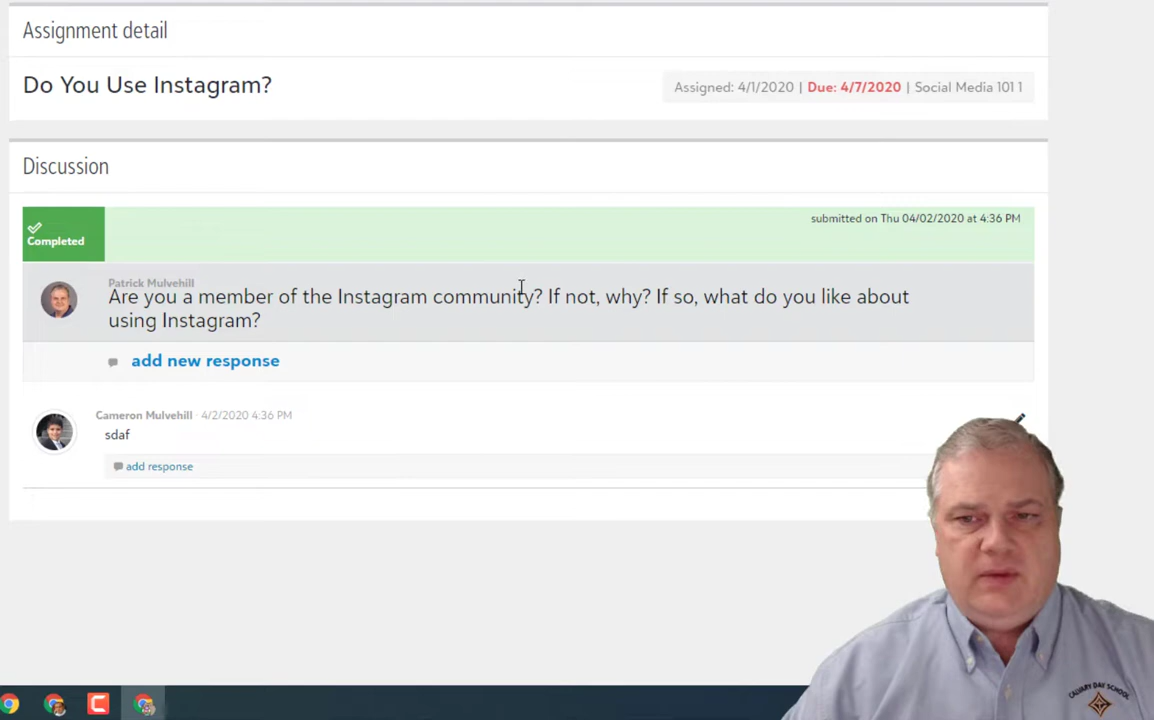 Assignment detail
Do You Use Instagram?
Assigned: 4/1/2020 | Due: 4/7/2020 | Social Media 101 1
Discussion
submitted on Thu 04/02/2020 at 4:36 PM
Completed
Patrick Mulvehill
Are you a member of the Instagram community? If not, why? If so, what do you like about
using Instagram?
add new response
Cameron Mulvehill · 4/2/2020 4:36 PM
sdaf
add response
CALVARY DAY SCHOOL